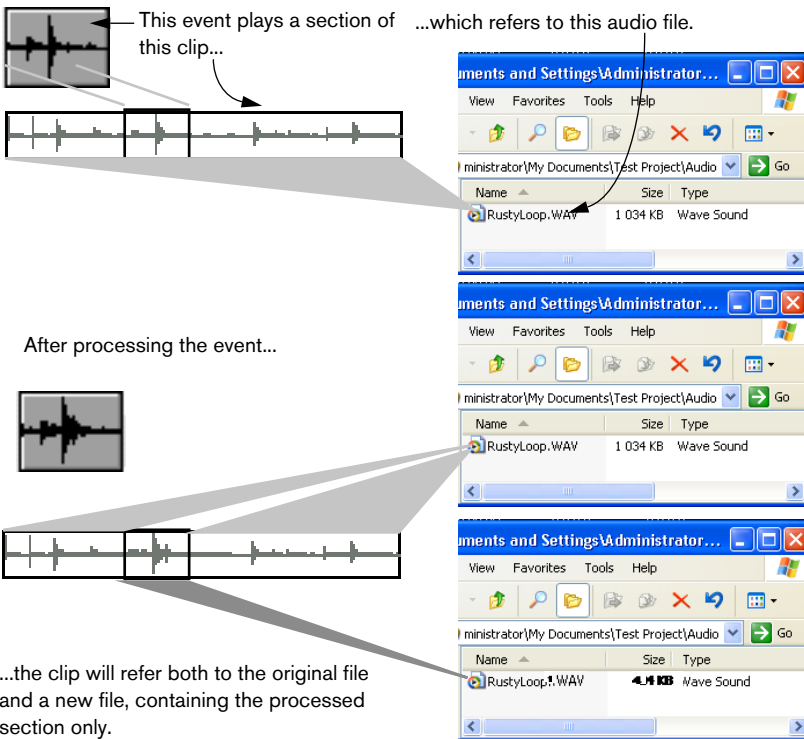 This event plays a section of
this clip...
...which refers to this audio file.
uments and Settings\Administrator...
View Favorites Tools Help
ministrator\My Documents\Test Project\Audio Go
Name Size Type
RustyLoop.WAV 1 034 KB Wave Sound
After processing the event...
uments and Settings\Administrator...
View Favorites Tools Help
ministrator\My Documents\Test Project\Audio Go
Name Size Type
RustyLoop.WAV 1 034 KB Wave Sound
uments and Settings\Administrator...
View Favorites Tools Help
ministrator\My Documents\Test Project\Audio Go
Name Size Type
KB Wave Sound
...the clip will refer both to the original file
and a new file, containing the processed
section only.